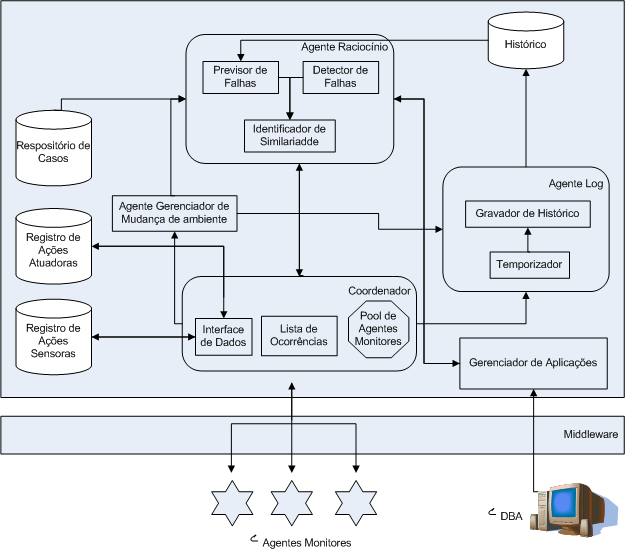 Agente Raciocínio
Previsor de
Falhas
Detector de
Falhas
Identificador de
Similariadde
Histórico
Respositório de
Casos
Agente Gerenciador de
Mudança de ambiente
Agente Log
Gravador de Histórico
Temporizador
Registro de
Ações
Atuadoras
Registro de
Ações
Sensoras
Coordenador
Interface
de Dados
Lista de
Ocorrências
Pool de
Agentes
Monitores
Gerenciador de Aplicações
Middleware
Agentes Monitores
DBA